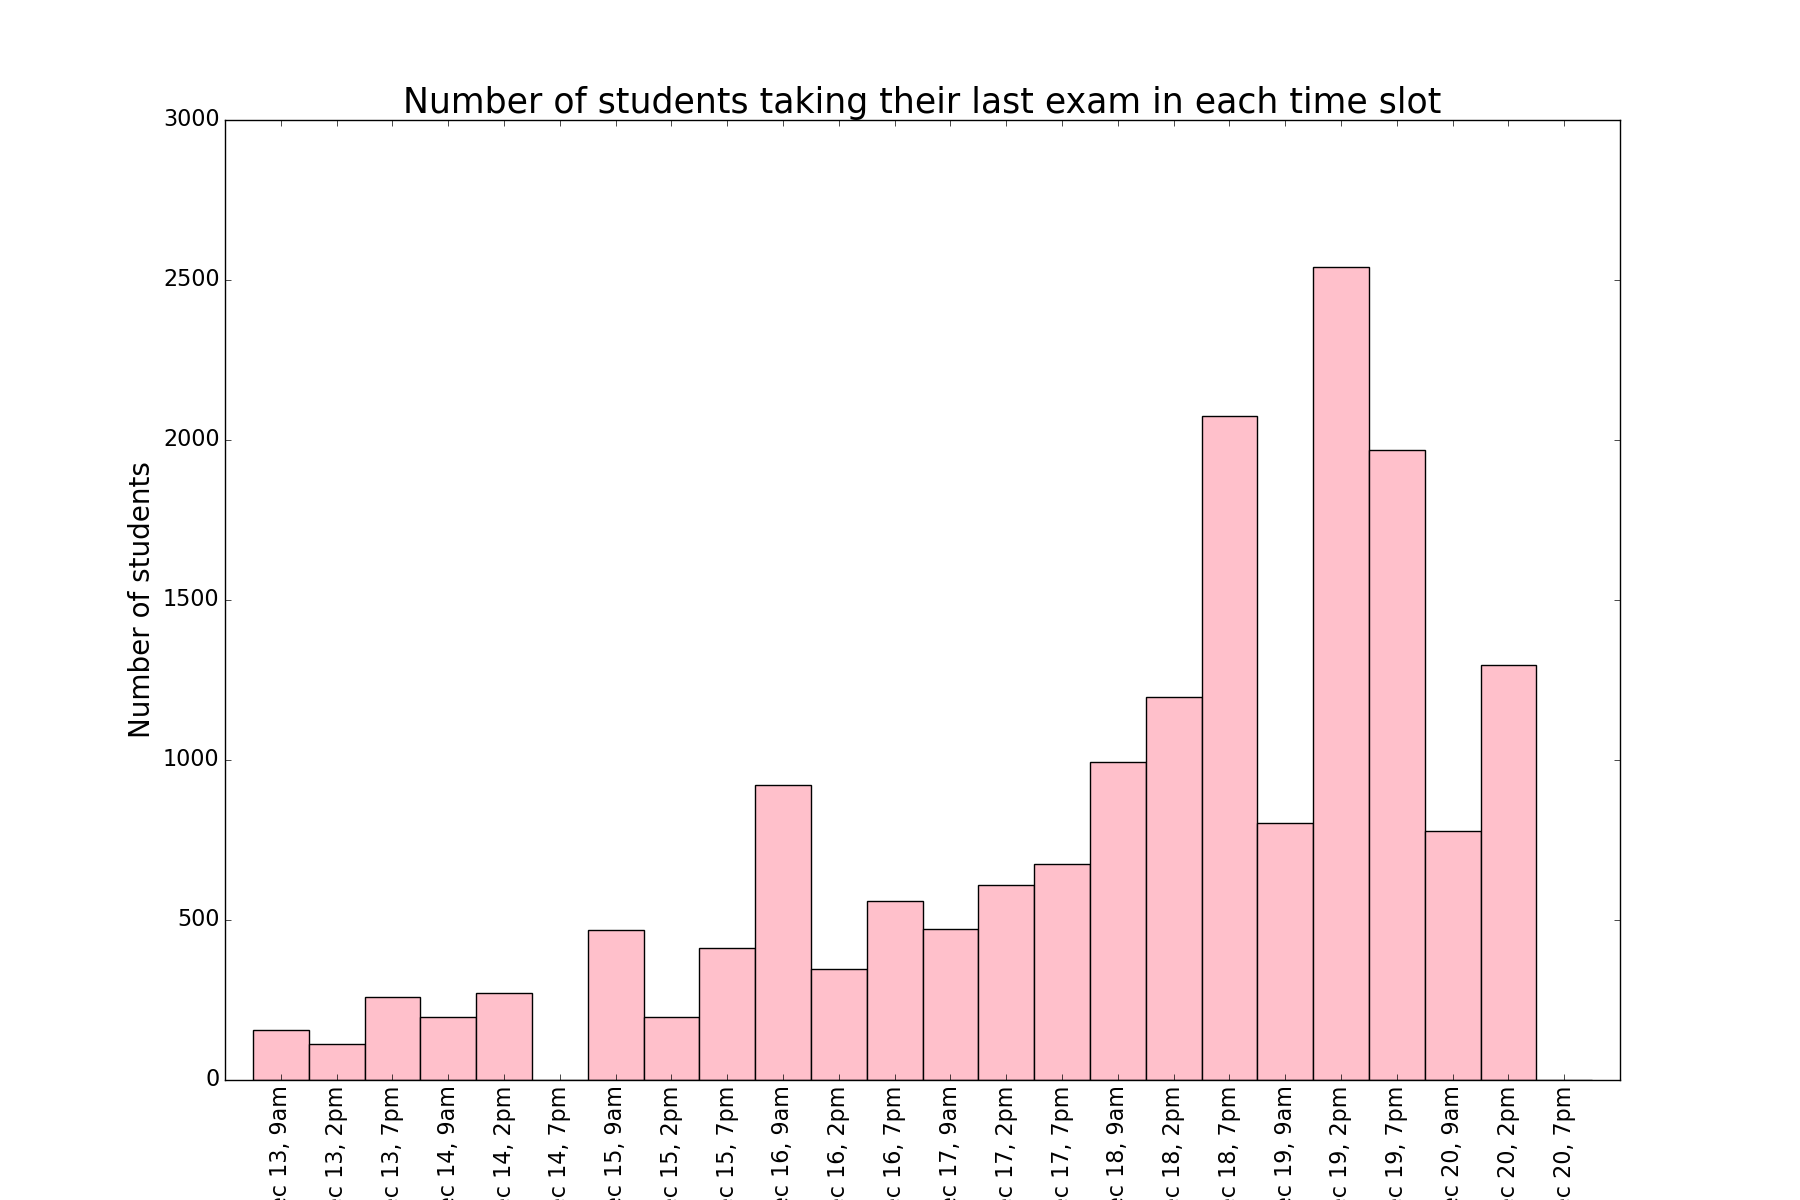 Number of students taking their last exam in each time slot
Number of students
3000
2500
2000
1500
1000
500
0
c 13, 9am
c 13, 2pm
c 13, 7pm
c 14, 9am
c 14, 2pm
c 14, 7pm
c 15, 9am
c 15, 2pm
c 15, 7pm
c 16, 9am
c 16, 2pm
c 16, 7pm
c 17, 9am
c 17, 2pm
c 17, 7pm
c 18, 9am
c 18, 2pm
c 18, 7pm
c 19, 9am
c 19, 2pm
c 19, 7pm
c 20, 9am
c 20, 2pm
c 20, 7pm